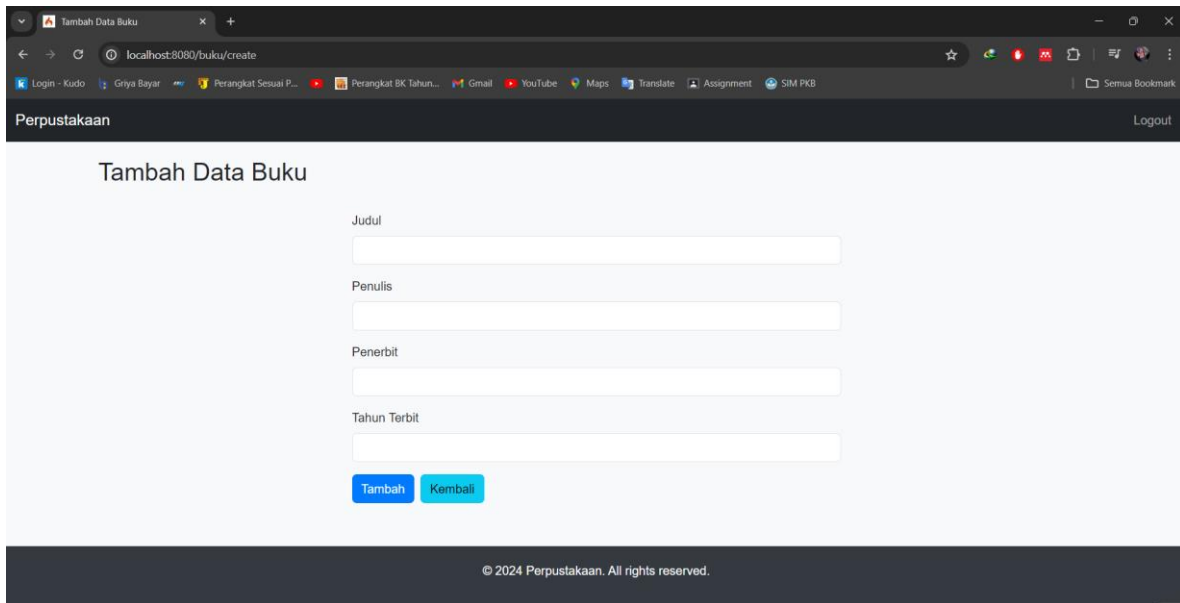 Tambah Data Buku
localhost:8080/buku/create
Login - Kudo Griya Bayar Perangkat Sesuai P... Perangkat BK Tahun... Gmail YouTube Maps Translate Assignment SIM PKB Semua Bookmark
Perpustakaan Logout
Tambah Data Buku
Judul
Penulis
Penerbit
Tahun Terbit
Tambah Kembali
© 2024 Perpustakaan. All rights reserved.